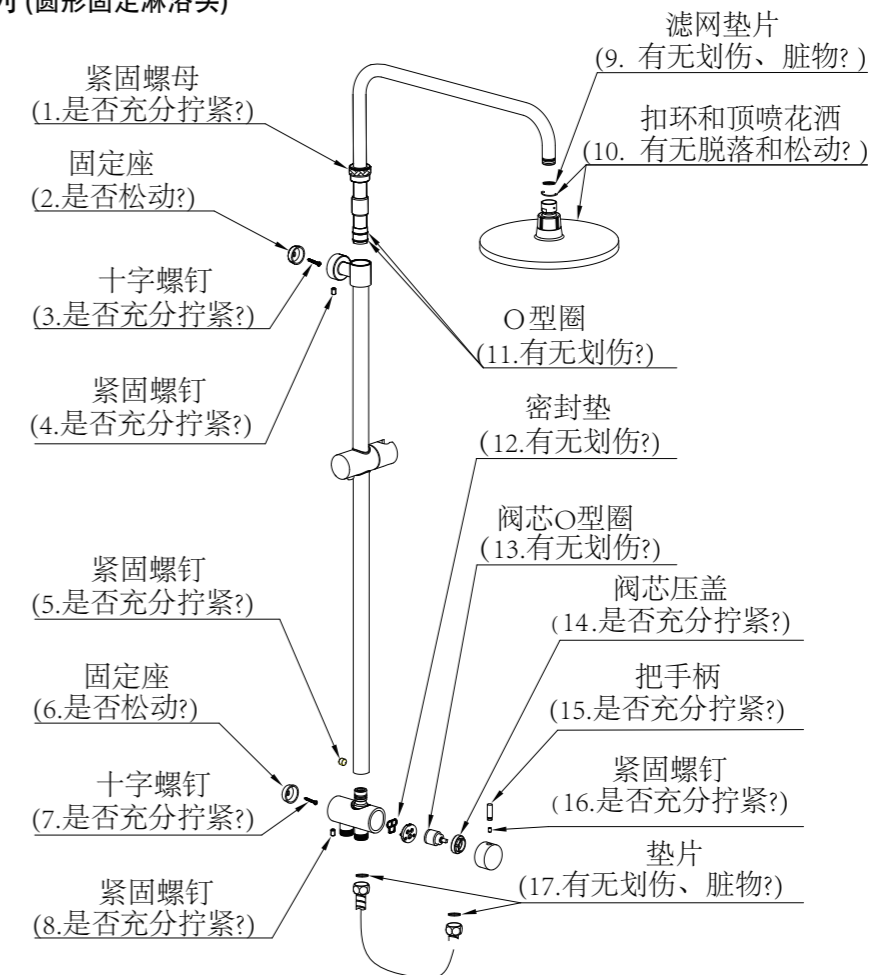 (圆形固定淋浴头)
紧固螺母
(1.是否充分拧紧?)
固定座
(2.是否松动?)
十字螺钉
(3.是否充分拧紧?)
紧固螺钉
(4.是否充分拧紧?)
紧固螺钉
(5.是否充分拧紧?)
固定座
(6.是否松动?)
十字螺钉
(7.是否充分拧紧?)
紧固螺钉
(8.是否充分拧紧?)
滤网垫片
(9. 有无划伤、脏物? )
扣环和顶喷花洒
(10. 有无脱落和松动? )
O型圈
(11.有无划伤?)
密封垫
(12.有无划伤?)
阀芯O型圈
(13.有无划伤?)
阀芯压盖
(14.是否充分拧紧?)
把手柄
(15.是否充分拧紧?)
紧固螺钉
(16.是否充分拧紧?)
垫片
(17.有无划伤、脏物?)